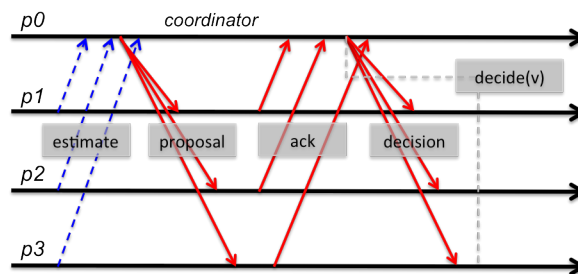 p0
coordinator
decide(v)
p1
estimate
proposal
ack
decision
p2
p3